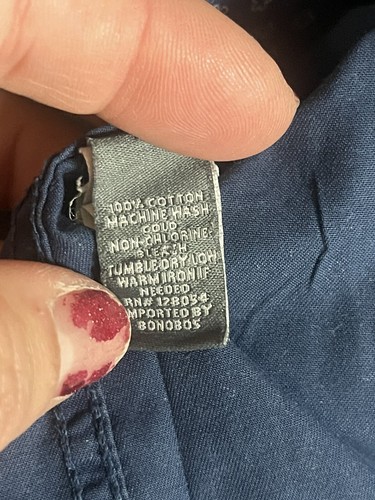 100% COTTON
MACHINE WASH
COLD
NON-CHLORINE
BLEACH
TUMBLE DRY LOW
WARM IRON IF
NEEDED
RN# 128054
IMPORTED BY
BONOBOS